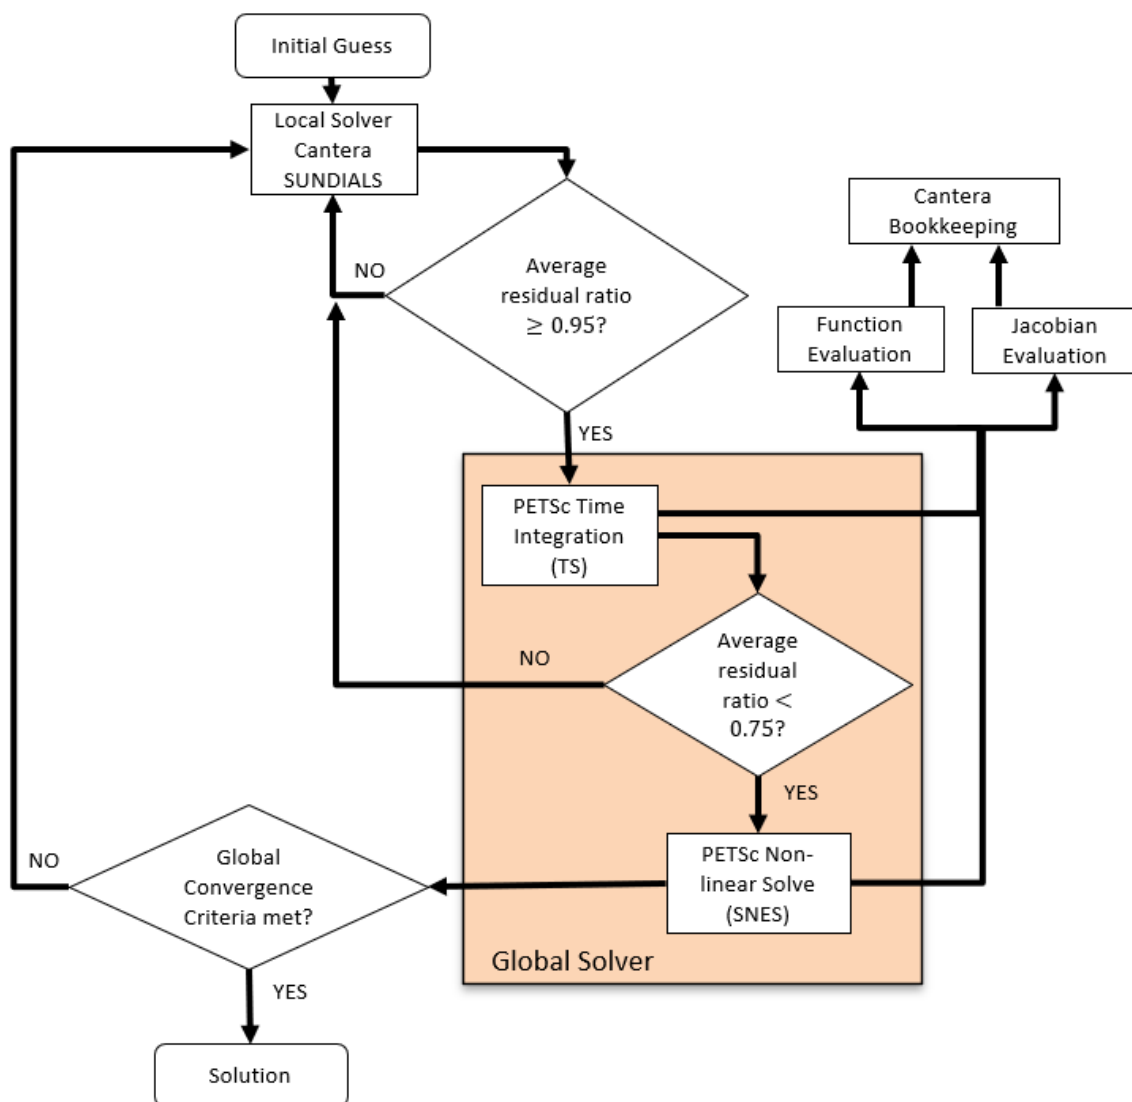 Initial Guess
Local Solver
Cantera
SUNDIALS
NO
Average
residual ratio
≥ 0.95?
YES
Cantera
Bookkeeping
Function
Evaluation
Jacobian
Evaluation
PETSc Time
Integration
(TS)
NO
Average
residual
ratio <
0.75?
YES
PETSc Non-
linear Solve
(SNES)
Global Solver
NO
Global
Convergence
Criteria met?
YES
Solution